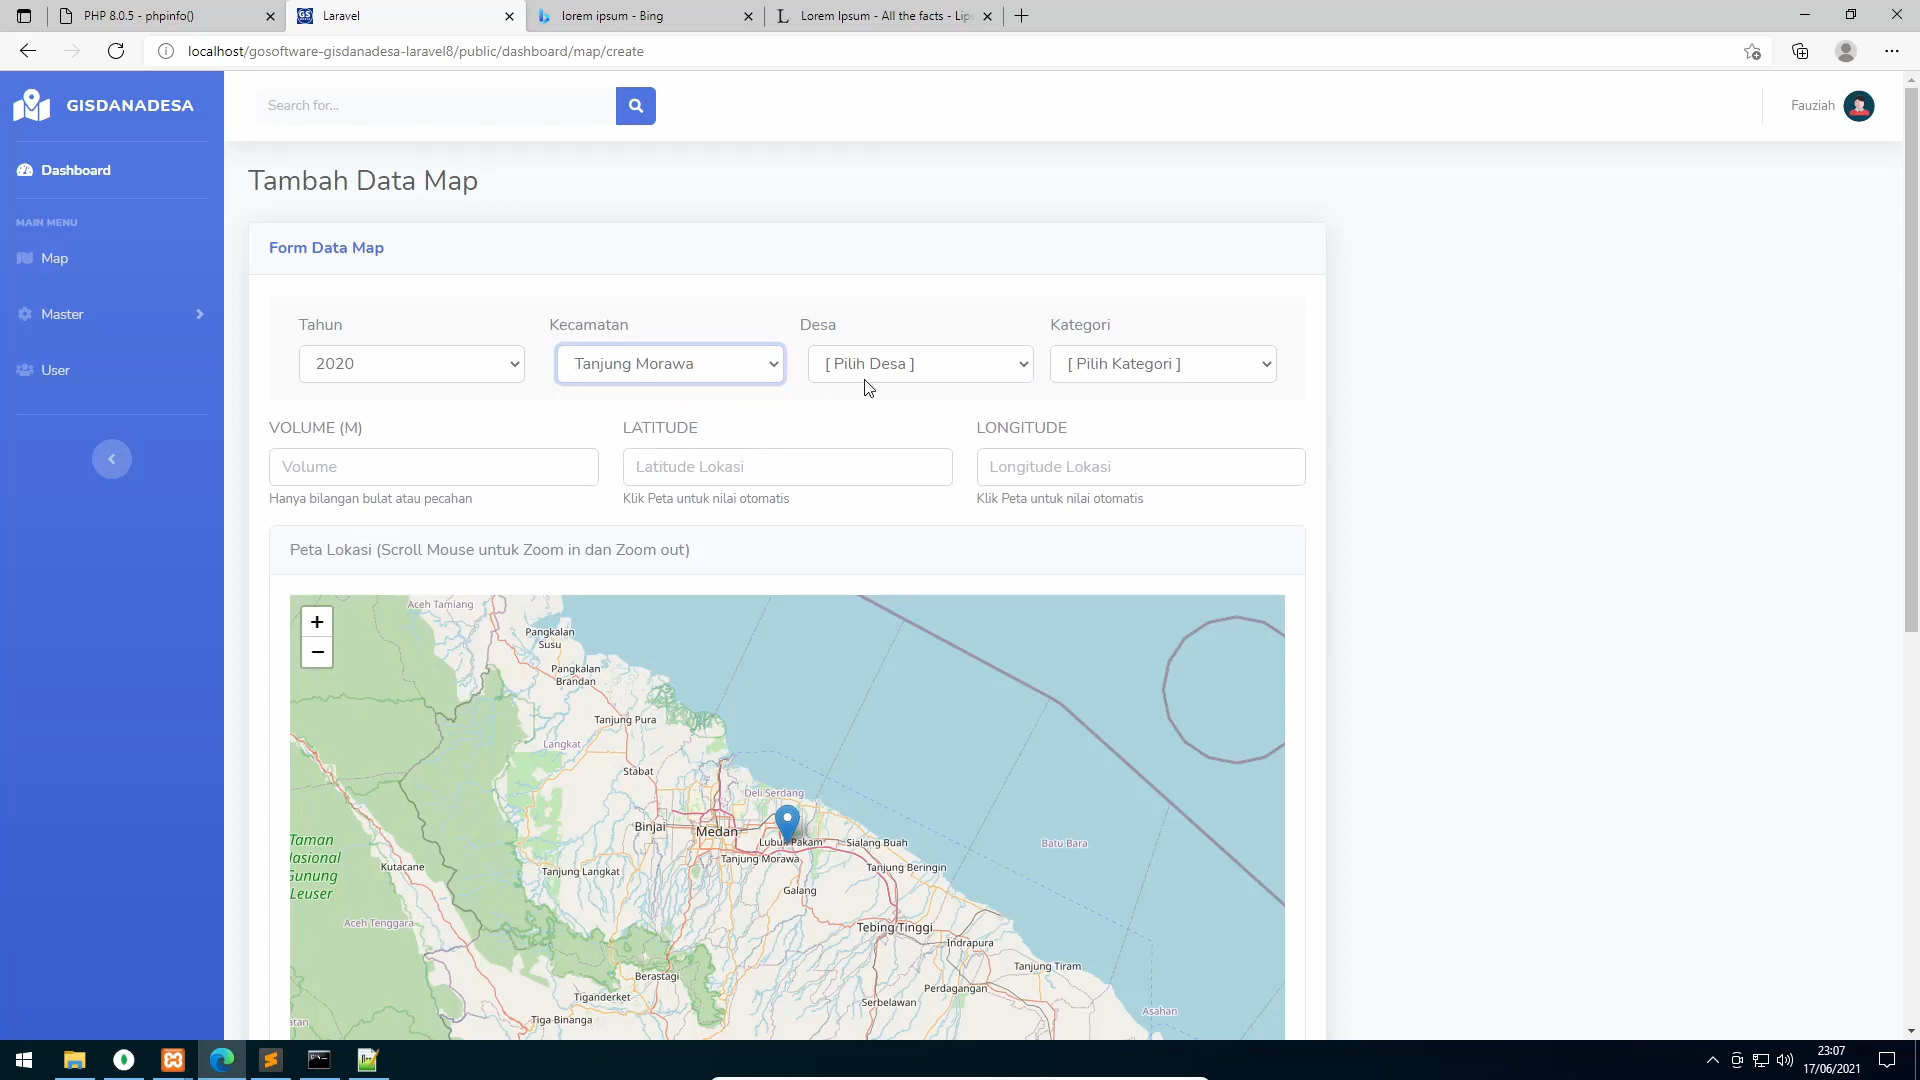 PHP 8.0.5 - phpinfo()
Laravel
lorem ipsum - Bing
Lorem Ipsum - All the facts - Lips
localhost/gosoftware-gisdanadesa-laravel8/public/dashboard/map/create
GISDANADESA
Search for...
Fauziah
Dashboard
MAIN MENU
Map
Master
User
Tambah Data Map
Form Data Map
Tahun
Kecamatan
Desa
Kategori
2020
Tanjung Morawa
[ Pilih Desa ]
[ Pilih Kategori ]
VOLUME (M)
LATITUDE
LONGITUDE
Volume
Latitude Lokasi
Longitude Lokasi
Hanya bilangan bulat atau pecahan
Klik Peta untuk nilai otomatis
Klik Peta untuk nilai otomatis
Peta Lokasi (Scroll Mouse untuk Zoom in dan Zoom out)
+
−
Aceh Tamiang
Pangkalan
Susu
Pangkalan
Brandan
Tanjung Pura
Langkat
Stabat
Deli Serdang
Binjai
Medan
Lubuk Pakam
Sialang Buah
Batu Bara
Taman
Nasional
Gunung
Leuser
Kutacane
Tanjung Langkat
Tanjung Morawa
Tanjung Beringin
Galang
Aceh Tenggara
Tebing Tinggi
Indrapura
Berastagi
Tanjung Tiram
Tiganderket
Perdagangan
Serbelawan
Tiga Binanga
Asahan
atan
23:07
17/06/2021